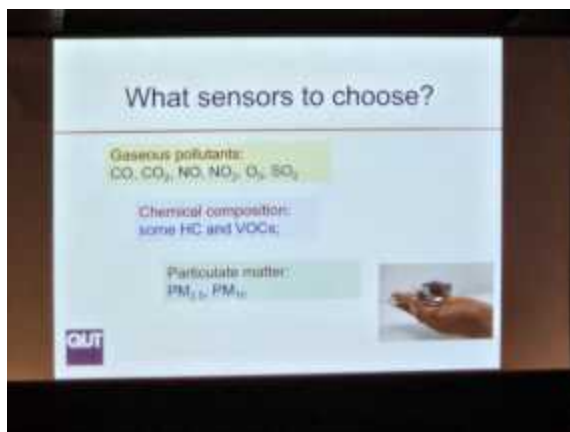 What sensors to choose?
Gaseous pollutants:
CO, CO₂, NO, NO₂, O₃, SO₂
Chemical composition:
some HC and VOCs;
Particulate matter:
PM₂.₅, PM₁₀
QUT